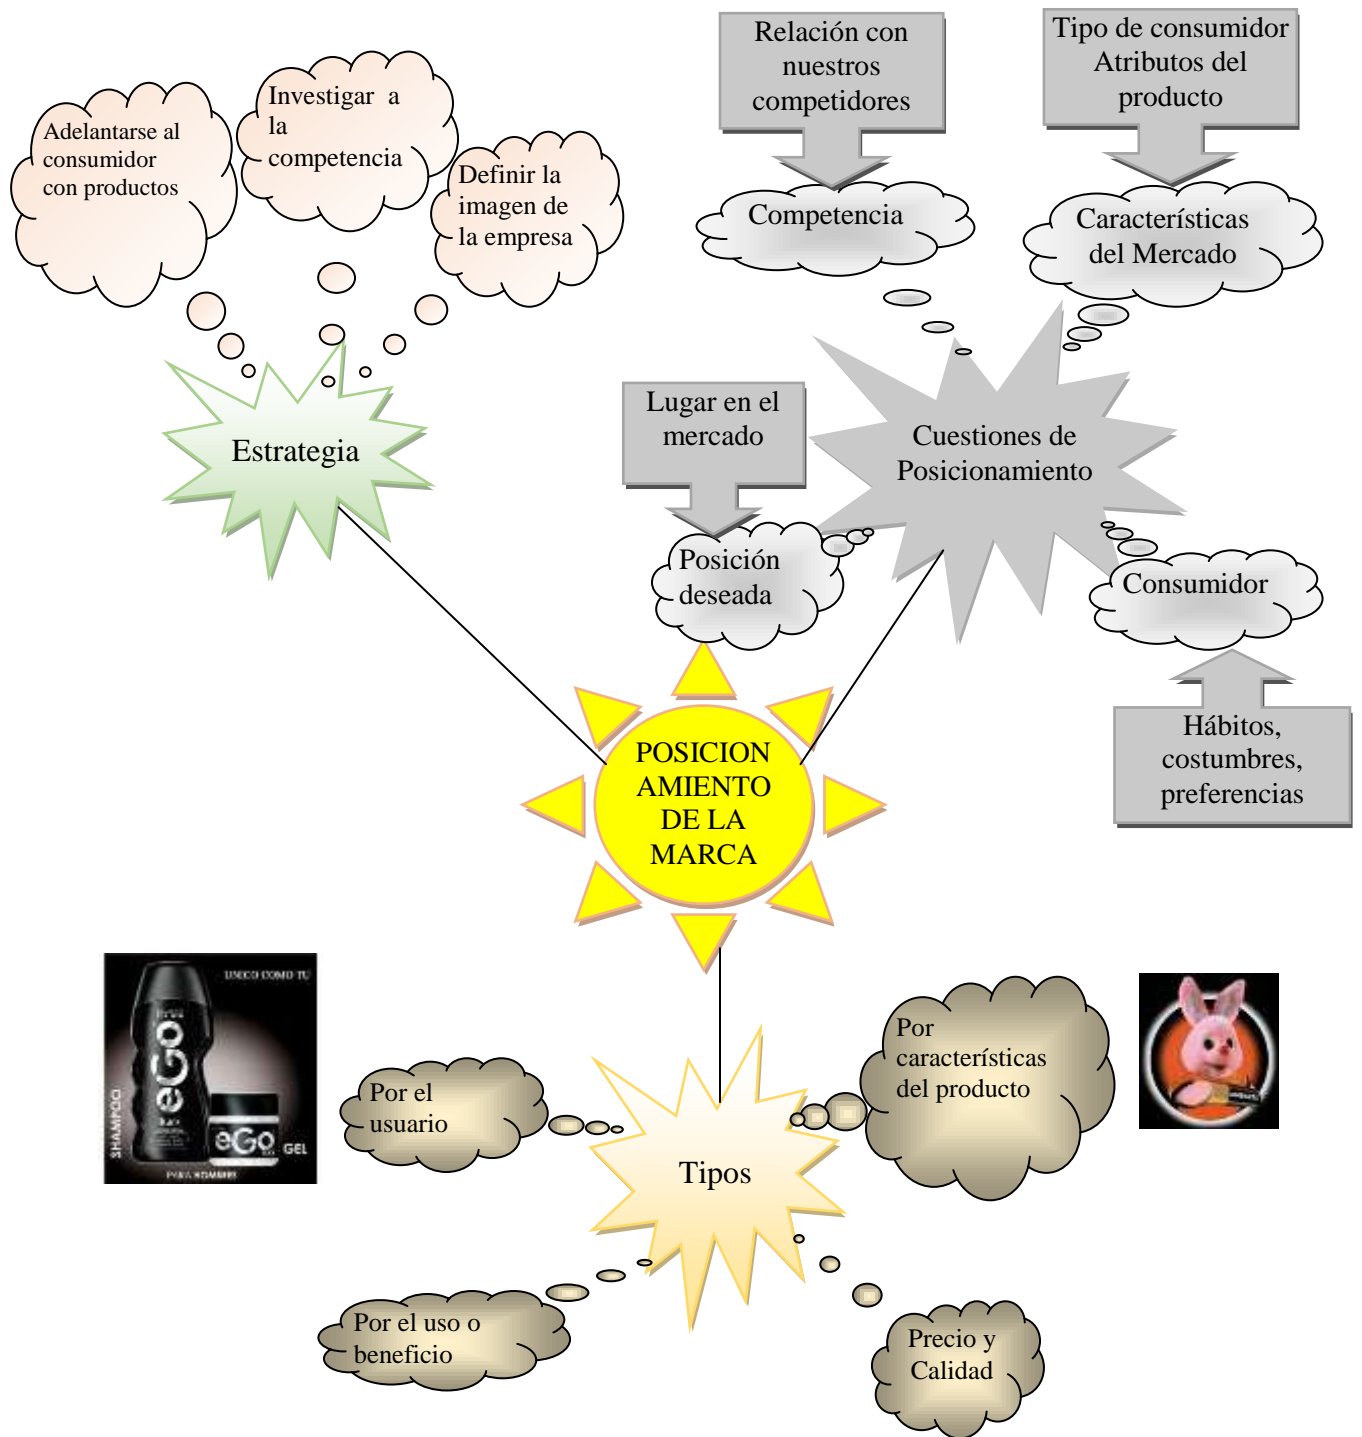 Relación con
nuestros
competidores
Tipo de consumidor
Atributos del
producto
Adelantarse al
consumidor
con productos
Investigar a
la
competencia
Definir la
imagen de
la empresa
Competencia
Características
del Mercado
Estrategia
Lugar en el
mercado
Cuestiones de
Posicionamiento
Posición
deseada
Consumidor
Hábitos,
costumbres,
preferencias
POSICION
AMIENTO
DE LA
MARCA
UNICO COMO TU
eGo
SHAMPOO
eGo
GEL
PARA HOMBRE
Por el
usuario
Por
características
del producto
Tipos
Por el uso o
beneficio
Precio y
Calidad